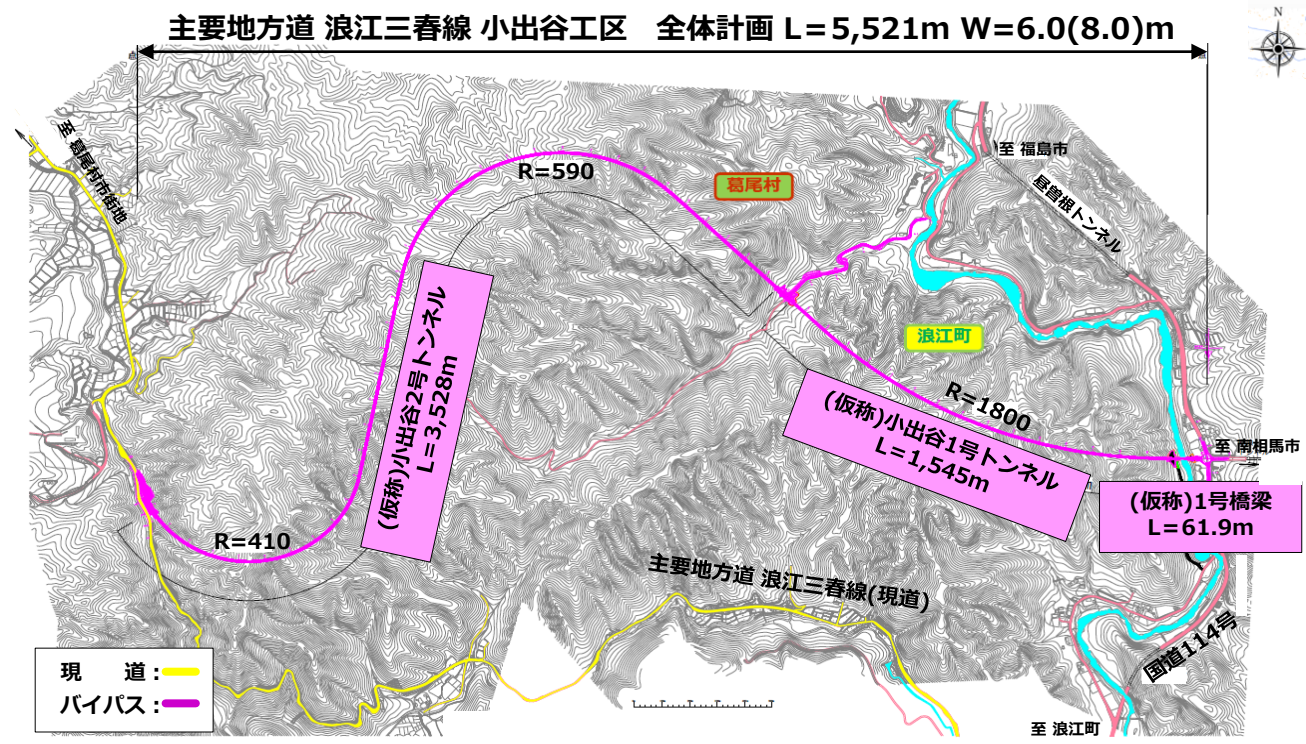 主要地方道 浪江三春線 小出谷工区　全体計画 L=5,521m W=6.0(8.0)m
N
至 葛尾村市街地
至 福島市
昼曽根トンネル
R=590
葛尾村
浪江町
(仮称)小出谷2号トンネル
L=3,528m
R=1800
(仮称)小出谷1号トンネル
L=1,545m
至 南相馬市
(仮称)1号橋梁
L=61.9m
R=410
主要地方道 浪江三春線(現道)
国道114号
現　道：
バイパス：
至 浪江町